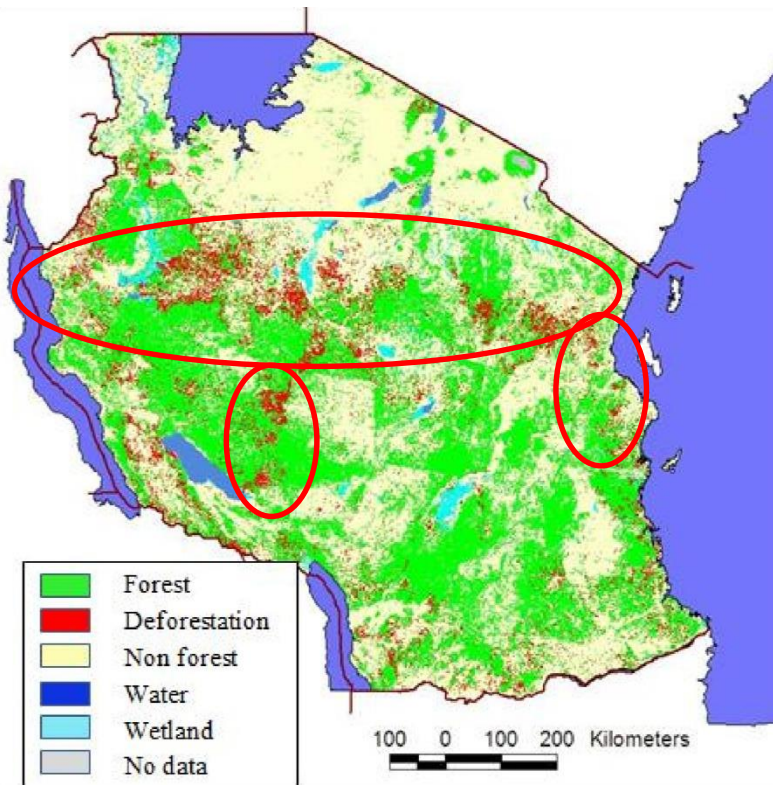 Forest
Deforestation
Non forest
Water
Wetland
No data
100 0 100 200 Kilometers